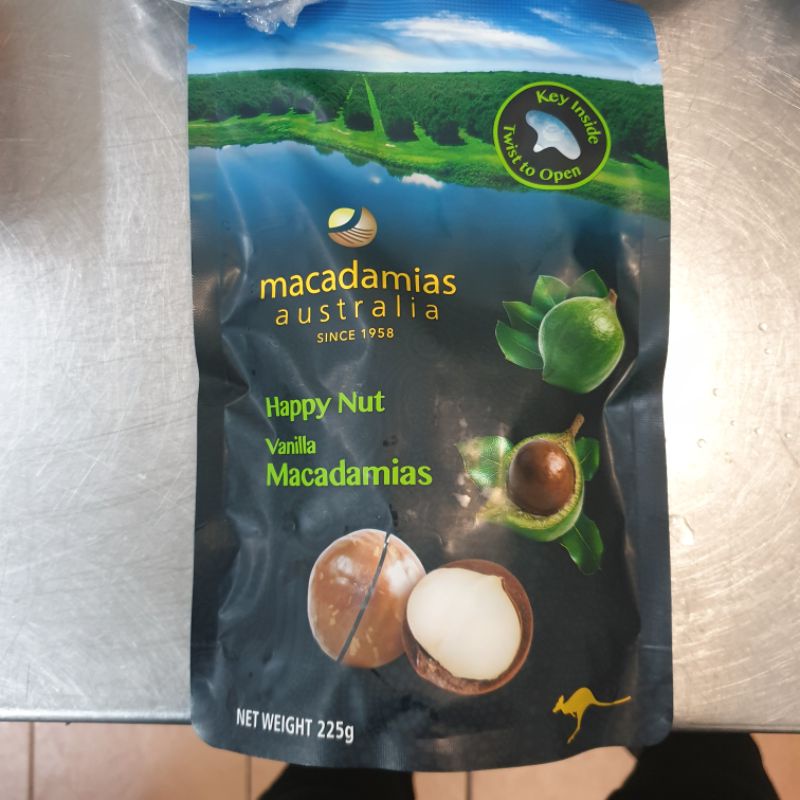 Key Inside
Twist to Open
macadamias
australia
SINCE 1958
Happy Nut
Vanilla
Macadamias
NET WEIGHT 225g